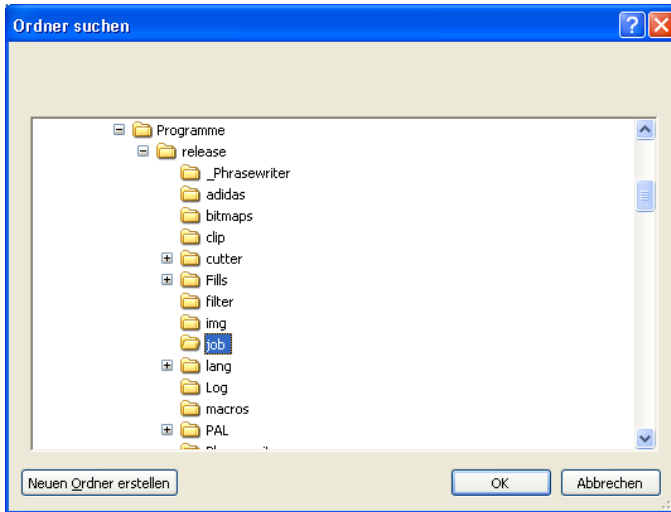 Ordner suchen
Programme
release
_Phrasewriter
adidas
bitmaps
clip
cutter
Fills
filter
img
job
lang
Log
macros
PAL
Neuen Ordner erstellen
OK
Abbrechen